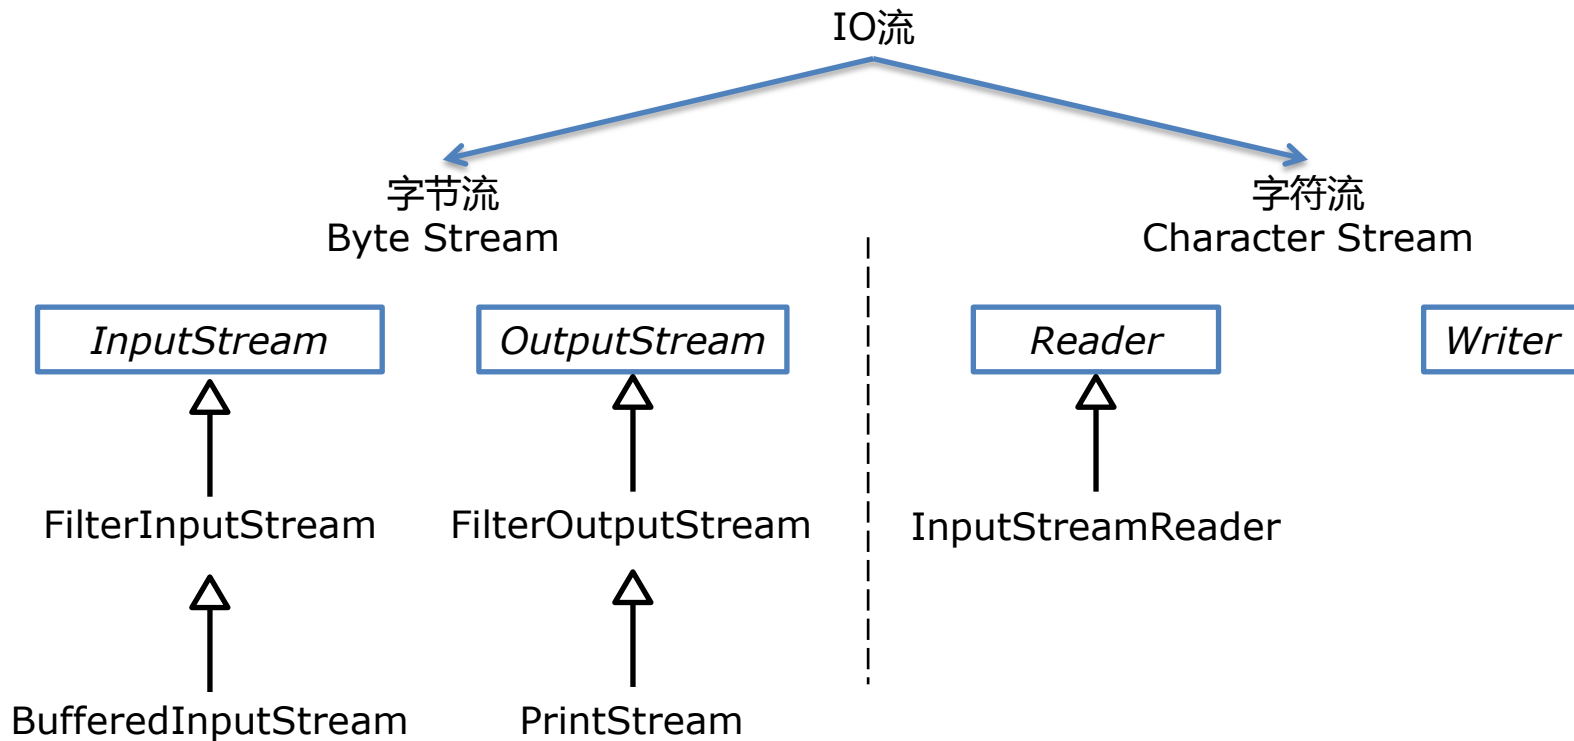 IO流
字节流
Byte Stream
字符流
Character Stream
InputStream
OutputStream
Reader
Writer
FilterInputStream
FilterOutputStream
InputStreamReader
BufferedInputStream
PrintStream